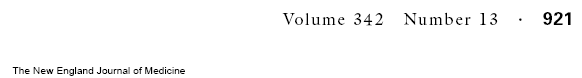 Volume 342 Number 13 · 921
The New England Journal of Medicine